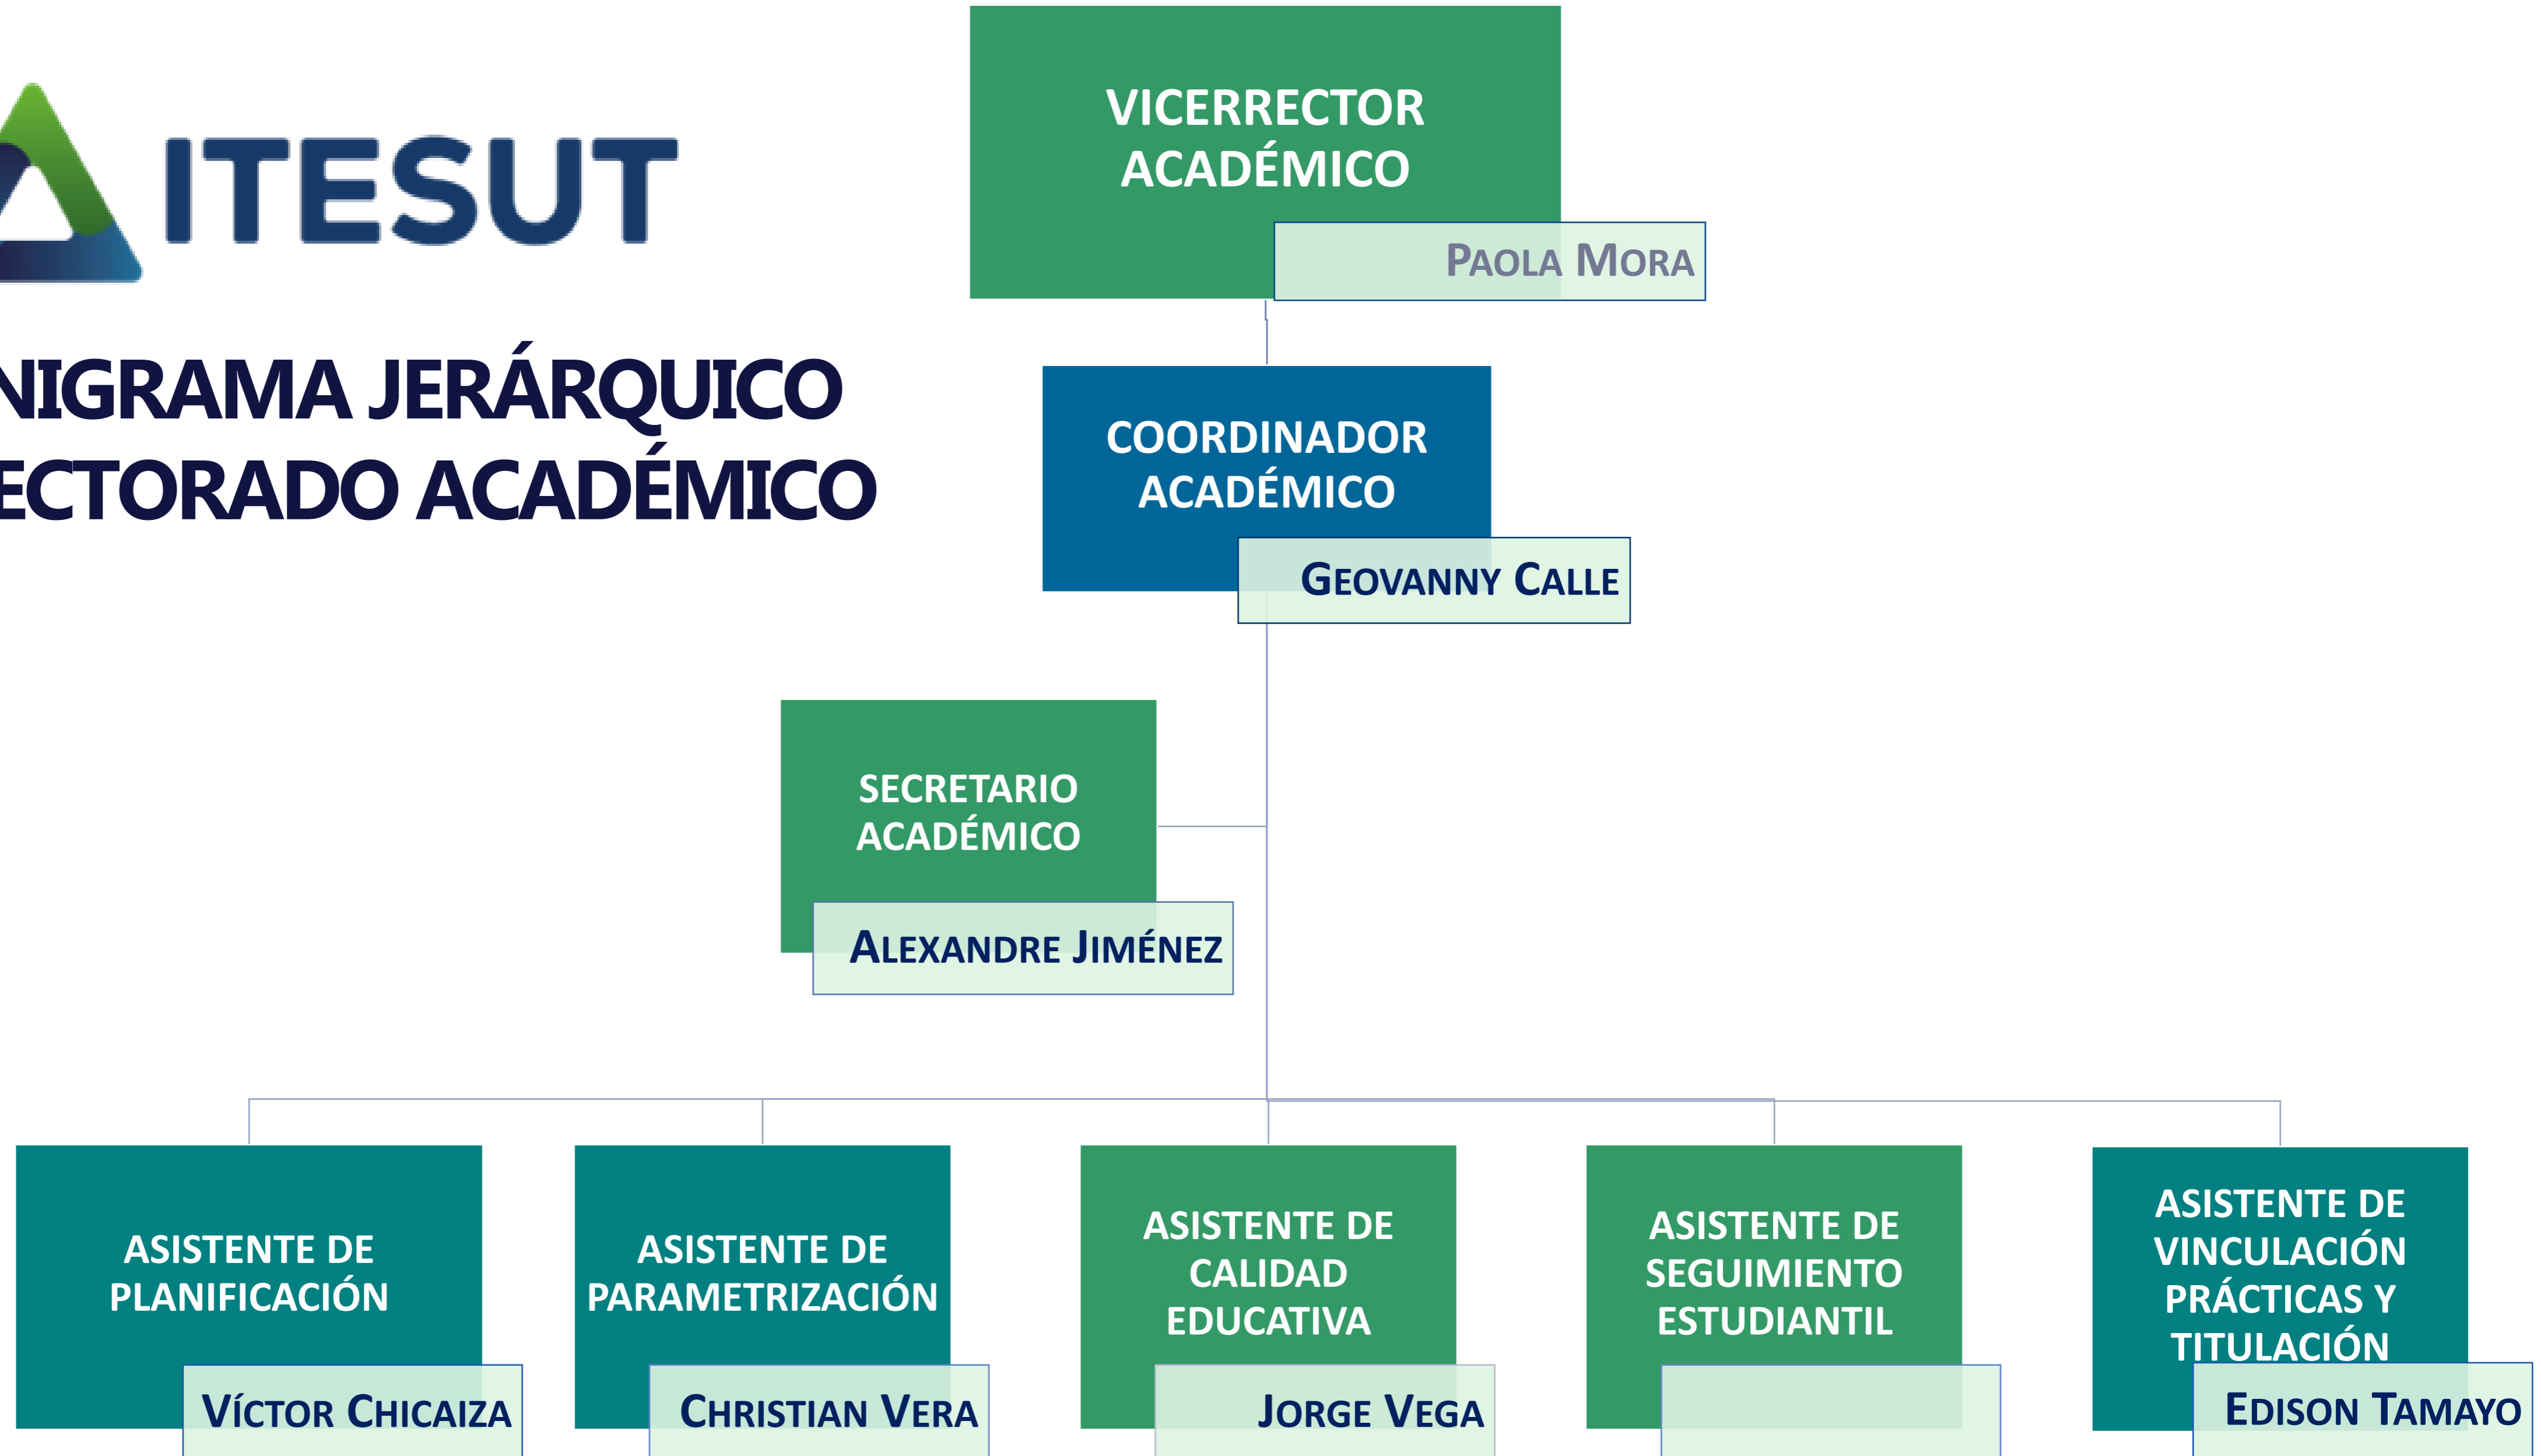 ITESUT
NIGRAMA JERÁRQUICO
ECTORADO ACADÉMICO
VICERRECTOR
ACADÉMICO
PAOLA MORA
COORDINADOR
ACADÉMICO
GEOVANNY CALLE
SECRETARIO
ACADÉMICO
ALEXANDRE JIMÉNEZ
ASISTENTE DE
PLANIFICACIÓN
VÍCTOR CHICAIZA
ASISTENTE DE
PARAMETRIZACIÓN
CHRISTIAN VERA
ASISTENTE DE
CALIDAD
EDUCATIVA
JORGE VEGA
ASISTENTE DE
SEGUIMIENTO
ESTUDIANTIL
ASISTENTE DE
VINCULACIÓN
PRÁCTICAS Y
TITULACIÓN
EDISON TAMAYO